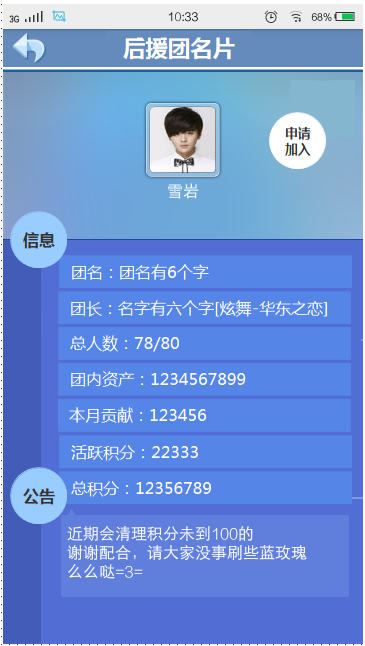 3G 10:33 68%
后援团名片
申请
加入
雪岩
信息
团名：团名有6个字
团长：名字有六个字[炫舞-华东之恋]
总人数：78/80
团内资产：1234567899
本月贡献：123456
活跃积分：22333
总积分：12356789
公告
近期会清理积分未到100的
谢谢配合，请大家没事刷些蓝玫瑰
么么哒=3=